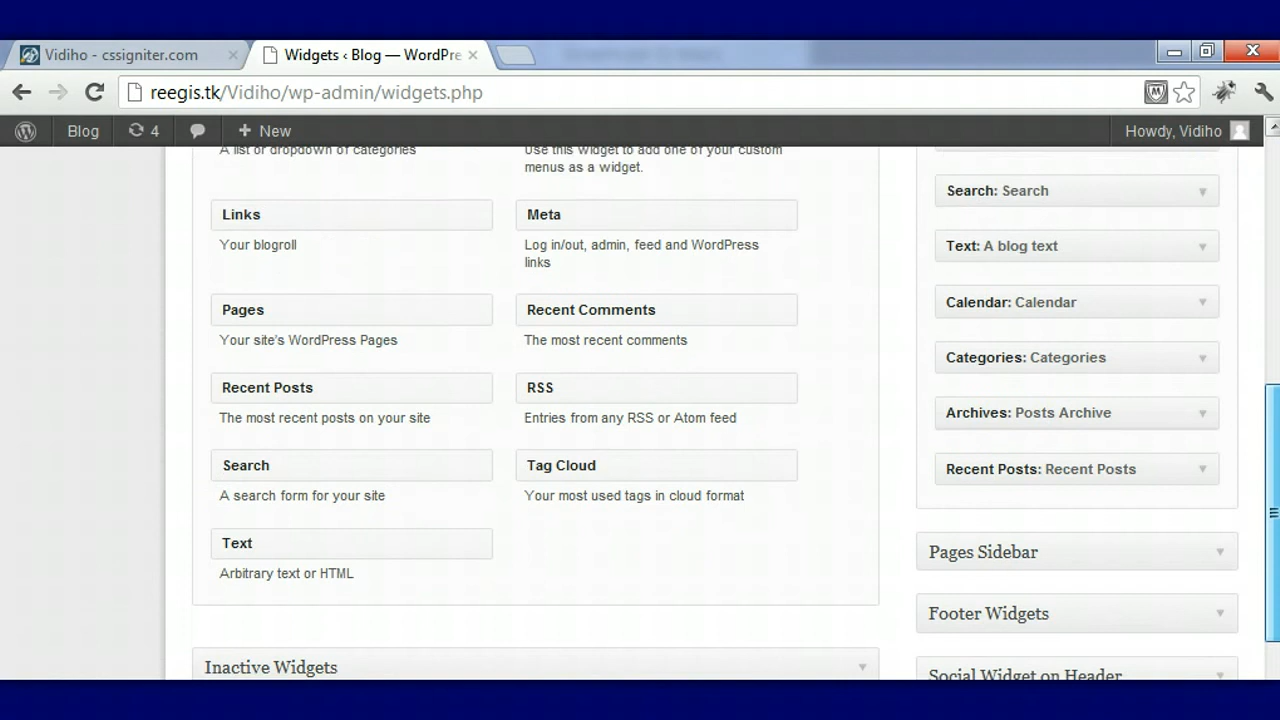 Vidiho - cssigniter.com
Widgets ‹ Blog — WordPre
reegis.tk/Vidiho/wp-admin/widgets.php
Blog
4
New
Howdy, Vidiho
A list or dropdown of categories
Use this widget to add one of your custom
menus as a widget.
Links
Your blogroll
Meta
Log in/out, admin, feed and WordPress
links
Pages
Your site's WordPress Pages
Recent Comments
The most recent comments
Recent Posts
The most recent posts on your site
RSS
Entries from any RSS or Atom feed
Search
A search form for your site
Tag Cloud
Your most used tags in cloud format
Text
Arbitrary text or HTML
Inactive Widgets
Search: Search
Text: A blog text
Calendar: Calendar
Categories: Categories
Archives: Posts Archive
Recent Posts: Recent Posts
Pages Sidebar
Footer Widgets
Social Widget on Header